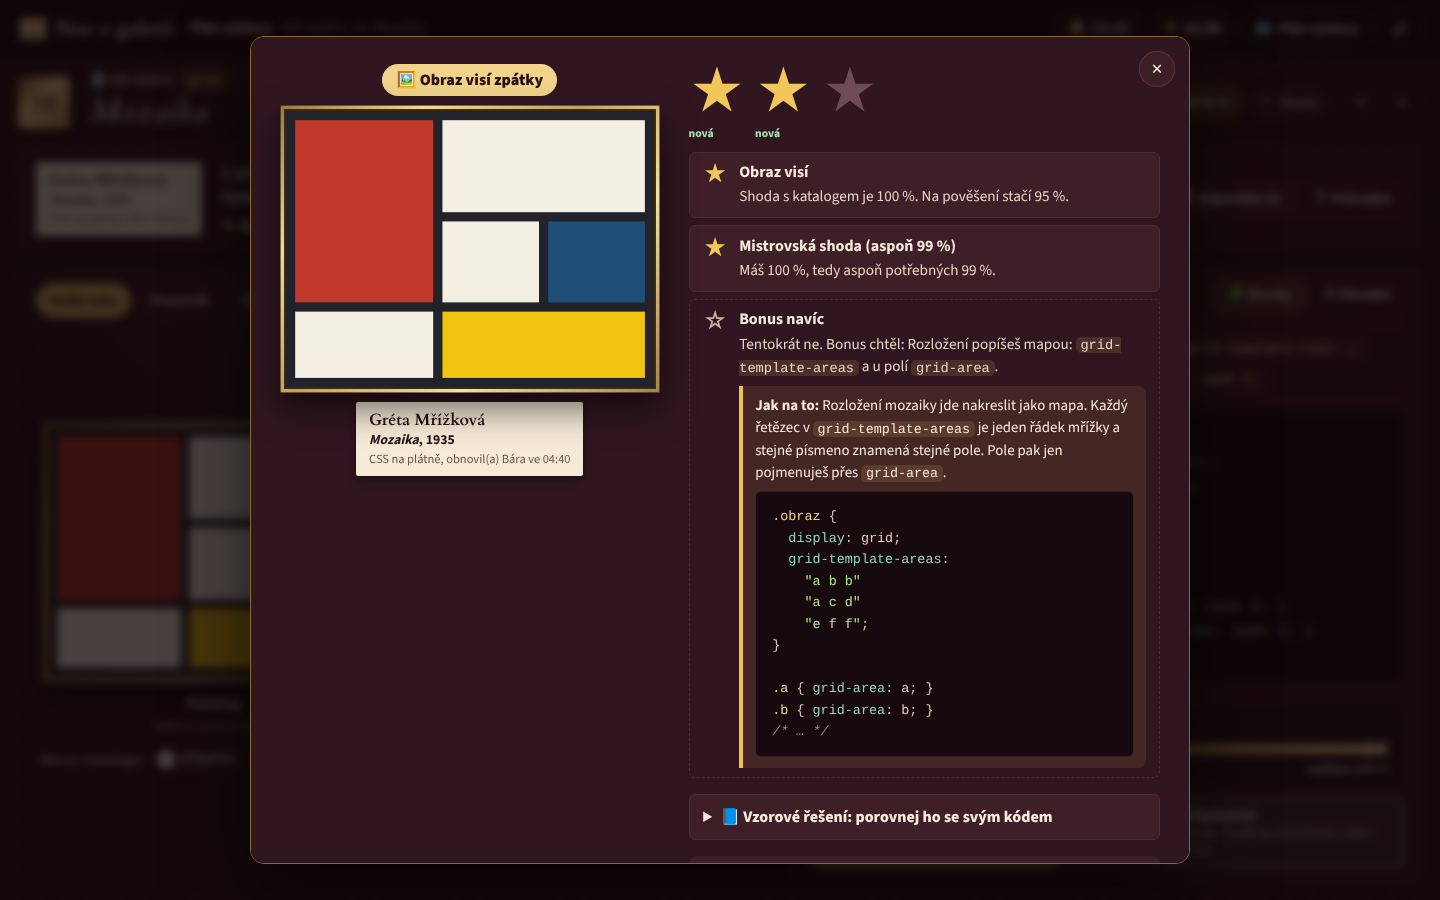 Noc v galerii
Mozaika
🖼️ Obraz visí zpátky
Gréta Mřížková
Mozaika, 1935
CSS na plátně, obnovil(a) Bára ve 04:40
×
nová nová
Obraz visí
Shoda s katalogem je 100 %. Na pověšení stačí 95 %.
Mistrovská shoda (aspoň 99 %)
Máš 100 %, tedy aspoň potřebných 99 %.
Bonus navíc
Tentokrát ne. Bonus chtěl: Rozložení popíšeš mapou: grid-
template-areas a u polí grid-area.
Jak na to: Rozložení mozaiky jde nakreslit jako mapa. Každý
řetězec v grid-template-areas je jeden řádek mřížky a
stejné písmeno znamená stejné pole. Pole pak jen
pojmenuješ přes grid-area.
.obraz {
display: grid;
grid-template-areas:
"a b b"
"a c d"
"e f f";
}
.a { grid-area: a; }
.b { grid-area: b; }
/* … */
▶ 📘 Vzorové řešení: porovnej ho se svým kódem